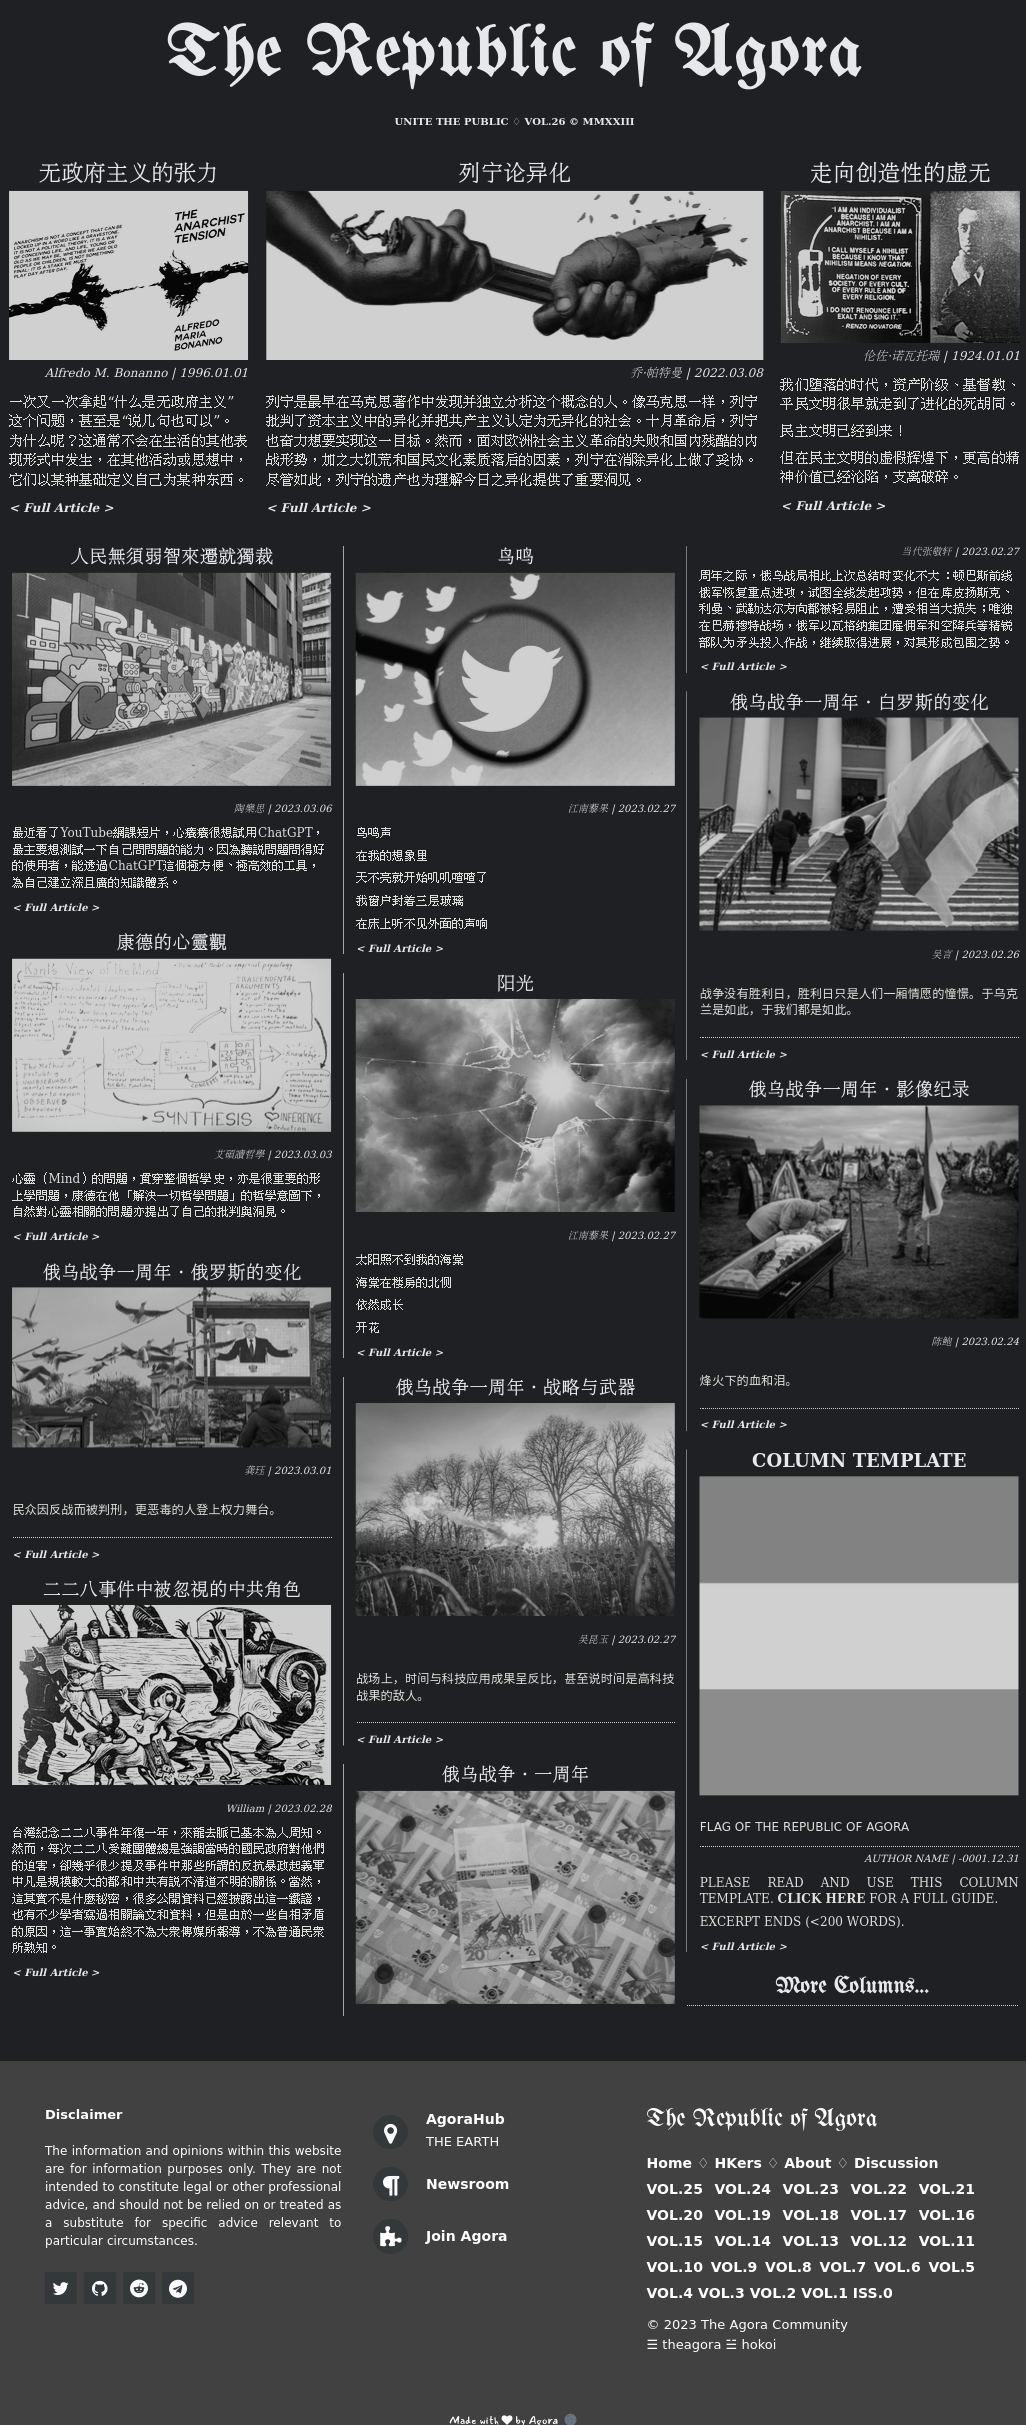 The Republic of Agora
UNITE THE PUBLIC ♢ VOL.26 © MMXXIII
无政府主义的张力
ANARCHISM IS NOT A CONCEPT THAT CAN BE
LOCKED UP IN A WORD LIKE A GRAVESTONE.
IT IS NOT A POLITICAL THEORY. IT IS A WAY
OF CONCEIVING LIFE, AND LIFE, YOUNG OR
OLD AS WE MAY BE, WHETHER WE ARE OLD
PEOPLE OR CHILDREN, IS NOT SOMETHING
FINAL: IT IS A STAKE WE MUST
PLAY DAY AFTER DAY.
THE
ANARCHIST
TENSION
ALFREDO
MARIA
BONANNO
Alfredo M. Bonanno | 1996.01.01
一次又一次拿起“什么是无政府主义”
这个问题，甚至是“说几句也可以”。
为什么呢？这通常不会在生活的其他表
现形式中发生，在其他活动或思想中，
它们以某种基础定义自己为某种东西。
< Full Article >
列宁论异化
乔·帕特曼 | 2022.03.08
列宁是最早在马克思著作中发现并独立分析这个概念的人。像马克思一样，列宁
批判了资本主义中的异化并把共产主义认定为无异化的社会。十月革命后，列宁
也奋力想要实现这一目标。然而，面对欧洲社会主义革命的失败和国内残酷的内
战形势，加之大饥荒和国民文化素质落后的因素，列宁在消除异化上做了妥协。
尽管如此，列宁的遗产也为理解今日之异化提供了重要洞见。
< Full Article >
走向创造性的虚无
"I AM AN INDIVIDUALIST
BECAUSE I AM AN
ANARCHIST. I AM AN
ANARCHIST BECAUSE I AM A
NIHILIST.
I CALL MYSELF A NIHILIST
BECAUSE I KNOW THAT
NIHILISM MEANS NEGATION.
NEGATION OF EVERY
SOCIETY, OF EVERY CULT,
OF EVERY RULE AND OF
EVERY RELIGION.
I DO NOT RENOUNCE LIFE. I
EXALT AND SING IT."
- RENZO NOVATORE
伦佐·诺瓦托瑞 | 1924.01.01
我们堕落的时代，资产阶级、基督教、
平民文明很早就走到了进化的死胡同。
民主文明已经到来！
但在民主文明的虚假辉煌下，更高的精
神价值已经沦陷，支离破碎。
< Full Article >
人民無須弱智來遷就獨裁
陶樂思 | 2023.03.06
最近看了YouTube網課短片，心癢癢很想試用ChatGPT，
最主要想測試一下自己問問題的能力。因為聽説問題問得好
的使用者，能透過ChatGPT這個極方便、極高效的工具，
為自己建立深且廣的知識體系。
< Full Article >
康德的心靈觀
Kant's View of the Mind
TRASCENDENTAL
ARGUMENTS
SYNTHESIS
INFERENCE
艾碩讀哲學 | 2023.03.03
心靈（Mind）的問題，貫穿整個哲學史，亦是很重要的形
上學問題，康德在他「解決一切哲學問題」的哲學意圖下，
自然對心靈相關的問題亦提出了自己的批判與洞見。
< Full Article >
俄乌战争一周年·俄罗斯的变化
龚珏 | 2023.03.01
民众因反战而被判刑，更恶毒的人登上权力舞台。
< Full Article >
二二八事件中被忽視的中共角色
William | 2023.02.28
台灣紀念二二八事件年復一年，來龍去脈已基本為人周知。
然而，每次二二八受難團體總是強調當時的國民政府對他們
的迫害，卻幾乎很少提及事件中那些所謂的反抗暴政起義軍
中凡是規模較大的都和中共有説不清道不明的關係。當然，
這其實不是什麼秘密，很多公開資料已經披露出這一鐵證，
也有不少學者寫過相關論文和資料，但是由於一些自相矛盾
的原因，這一事實始終不為大衆傳媒所報導，不為普通民衆
所熟知。
< Full Article >
鸟鸣
江南藜果 | 2023.02.27
鸟鸣声
在我的想象里
天不亮就开始叽叽喳喳了
我窗户封着三层玻璃
在床上听不见外面的声响
< Full Article >
阳光
江南藜果 | 2023.02.27
太阳照不到我的海棠
海棠在楼房的北侧
依然成长
开花
< Full Article >
俄乌战争一周年·战略与武器
吴昆玉 | 2023.02.27
战场上，时间与科技应用成果呈反比，甚至说时间是高科技
战果的敌人。
< Full Article >
俄乌战争·一周年
当代张敬轩 | 2023.02.27
周年之际，俄乌战局相比上次总结时变化不大：顿巴斯前线
俄军恢复重点进攻，试图全线发起攻势，但在库皮扬斯克、
利曼、武勒达尔方向都被轻易阻止，遭受相当大损失；唯独
在巴赫穆特战场，俄军以瓦格纳集团雇佣军和空降兵等精锐
部队为矛头投入作战，继续取得进展，对其形成包围之势。
< Full Article >
俄乌战争一周年·白罗斯的变化
吴言 | 2023.02.26
战争没有胜利日，胜利日只是人们一厢情愿的憧憬。于乌克
兰是如此，于我们都是如此。
< Full Article >
俄乌战争一周年·影像纪录
陈鲍 | 2023.02.24
烽火下的血和泪。
< Full Article >
COLUMN TEMPLATE
FLAG OF THE REPUBLIC OF AGORA
AUTHOR NAME | -0001.12.31
PLEASE READ AND USE THIS COLUMN
TEMPLATE. CLICK HERE FOR A FULL GUIDE.
EXCERPT ENDS (<200 WORDS).
< Full Article >
More Columns...
Disclaimer
The information and opinions within this website
are for information purposes only. They are not
intended to constitute legal or other professional
advice, and should not be relied on or treated as
a substitute for specific advice relevant to
particular circumstances.
AgoraHub
THE EARTH
Newsroom
Join Agora
The Republic of Agora
Home ♢ HKers ♢ About ♢ Discussion
VOL.25 VOL.24 VOL.23 VOL.22 VOL.21
VOL.20 VOL.19 VOL.18 VOL.17 VOL.16
VOL.15 VOL.14 VOL.13 VOL.12 VOL.11
VOL.10 VOL.9 VOL.8 VOL.7 VOL.6 VOL.5
VOL.4 VOL.3 VOL.2 VOL.1 ISS.0
© 2023 The Agora Community
☰ theagora ☱ hokoi
Made with ♥ by Agora